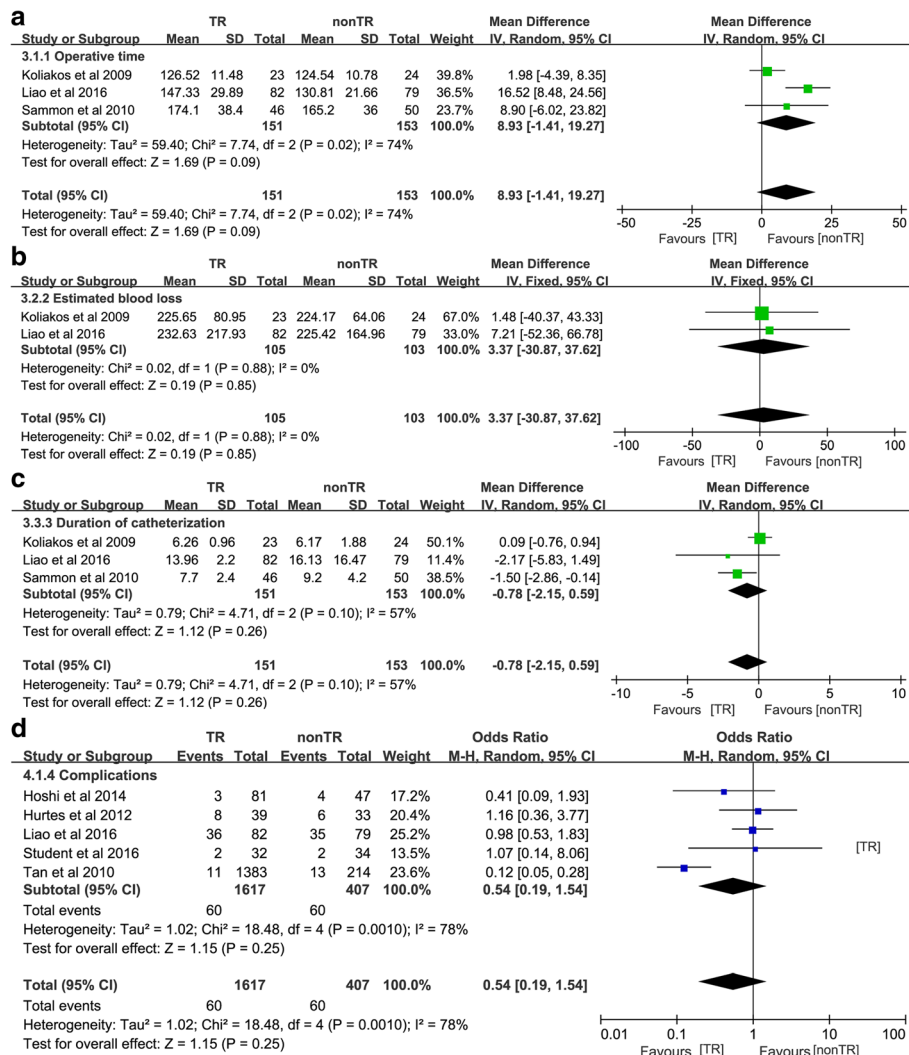 a
TR nonTR Mean Difference Mean Difference
Study or Subgroup Mean SD Total Mean SD Total Weight IV, Random, 95% CI IV, Random, 95% CI
3.1.1 Operative time
Koliakos et al 2009 126.52 11.48 23 124.54 10.78 24 39.8% 1.98 [-4.39, 8.35]
Liao et al 2016 147.33 29.89 82 130.81 21.66 79 36.5% 16.52 [8.48, 24.56]
Sammon et al 2010 174.1 38.4 46 165.2 36 50 23.7% 8.90 [-6.02, 23.82]
Subtotal (95% CI) 151 153 100.0% 8.93 [-1.41, 19.27]
Heterogeneity: Tau² = 59.40; Chi² = 7.74, df = 2 (P = 0.02); I² = 74%
Test for overall effect: Z = 1.69 (P = 0.09)
Total (95% CI) 151 153 100.0% 8.93 [-1.41, 19.27]
Heterogeneity: Tau² = 59.40; Chi² = 7.74, df = 2 (P = 0.02); I² = 74%
Test for overall effect: Z = 1.69 (P = 0.09)
-50 -25 0 25 50
Favours [TR] Favours [nonTR]
b
TR nonTR Mean Difference Mean Difference
Study or Subgroup Mean SD Total Mean SD Total Weight IV, Fixed, 95% CI IV, Fixed, 95% CI
3.2.2 Estimated blood loss
Koliakos et al 2009 225.65 80.95 23 224.17 64.06 24 67.0% 1.48 [-40.37, 43.33]
Liao et al 2016 232.63 217.93 82 225.42 164.96 79 33.0% 7.21 [-52.36, 66.78]
Subtotal (95% CI) 105 103 100.0% 3.37 [-30.87, 37.62]
Heterogeneity: Chi² = 0.02, df = 1 (P = 0.88); I² = 0%
Test for overall effect: Z = 0.19 (P = 0.85)
Total (95% CI) 105 103 100.0% 3.37 [-30.87, 37.62]
Heterogeneity: Chi² = 0.02, df = 1 (P = 0.88); I² = 0%
Test for overall effect: Z = 0.19 (P = 0.85)
-100 -50 0 50 100
Favours [TR] Favours [nonTR]
c
TR nonTR Mean Difference Mean Difference
Study or Subgroup Mean SD Total Mean SD Total Weight IV, Random, 95% CI IV, Random, 95% CI
3.3.3 Duration of catheterization
Koliakos et al 2009 6.26 0.96 23 6.17 1.88 24 50.1% 0.09 [-0.76, 0.94]
Liao et al 2016 13.96 2.2 82 16.13 16.47 79 11.4% -2.17 [-5.83, 1.49]
Sammon et al 2010 7.7 2.4 46 9.2 4.2 50 38.5% -1.50 [-2.86, -0.14]
Subtotal (95% CI) 151 153 100.0% -0.78 [-2.15, 0.59]
Heterogeneity: Tau² = 0.79; Chi² = 4.71, df = 2 (P = 0.10); I² = 57%
Test for overall effect: Z = 1.12 (P = 0.26)
Total (95% CI) 151 153 100.0% -0.78 [-2.15, 0.59]
Heterogeneity: Tau² = 0.79; Chi² = 4.71, df = 2 (P = 0.10); I² = 57%
Test for overall effect: Z = 1.12 (P = 0.26)
-10 -5 0 5 10
Favours [TR] Favours [nonTR]
d
TR nonTR Odds Ratio Odds Ratio
Study or Subgroup Events Total Events Total Weight M-H, Random, 95% CI M-H, Random, 95% CI
4.1.4 Complications
Hoshi et al 2014 3 81 4 47 17.2% 0.41 [0.09, 1.93]
Hurtes et al 2012 8 39 6 33 20.4% 1.16 [0.36, 3.77]
Liao et al 2016 36 82 35 79 25.2% 0.98 [0.53, 1.83]
Student et al 2016 2 32 2 34 13.5% 1.07 [0.14, 8.06] [TR]
Tan et al 2010 11 1383 13 214 23.6% 0.12 [0.05, 0.28]
Subtotal (95% CI) 1617 407 100.0% 0.54 [0.19, 1.54]
Total events 60 60
Heterogeneity: Tau² = 1.02; Chi² = 18.48, df = 4 (P = 0.0010); I² = 78%
Test for overall effect: Z = 1.15 (P = 0.25)
Total (95% CI) 1617 407 100.0% 0.54 [0.19, 1.54]
Total events 60 60
Heterogeneity: Tau² = 1.02; Chi² = 18.48, df = 4 (P = 0.0010); I² = 78%
Test for overall effect: Z = 1.15 (P = 0.25)
0.01 0.1 1 10 100
Favours [TR] Favours [nonTR]